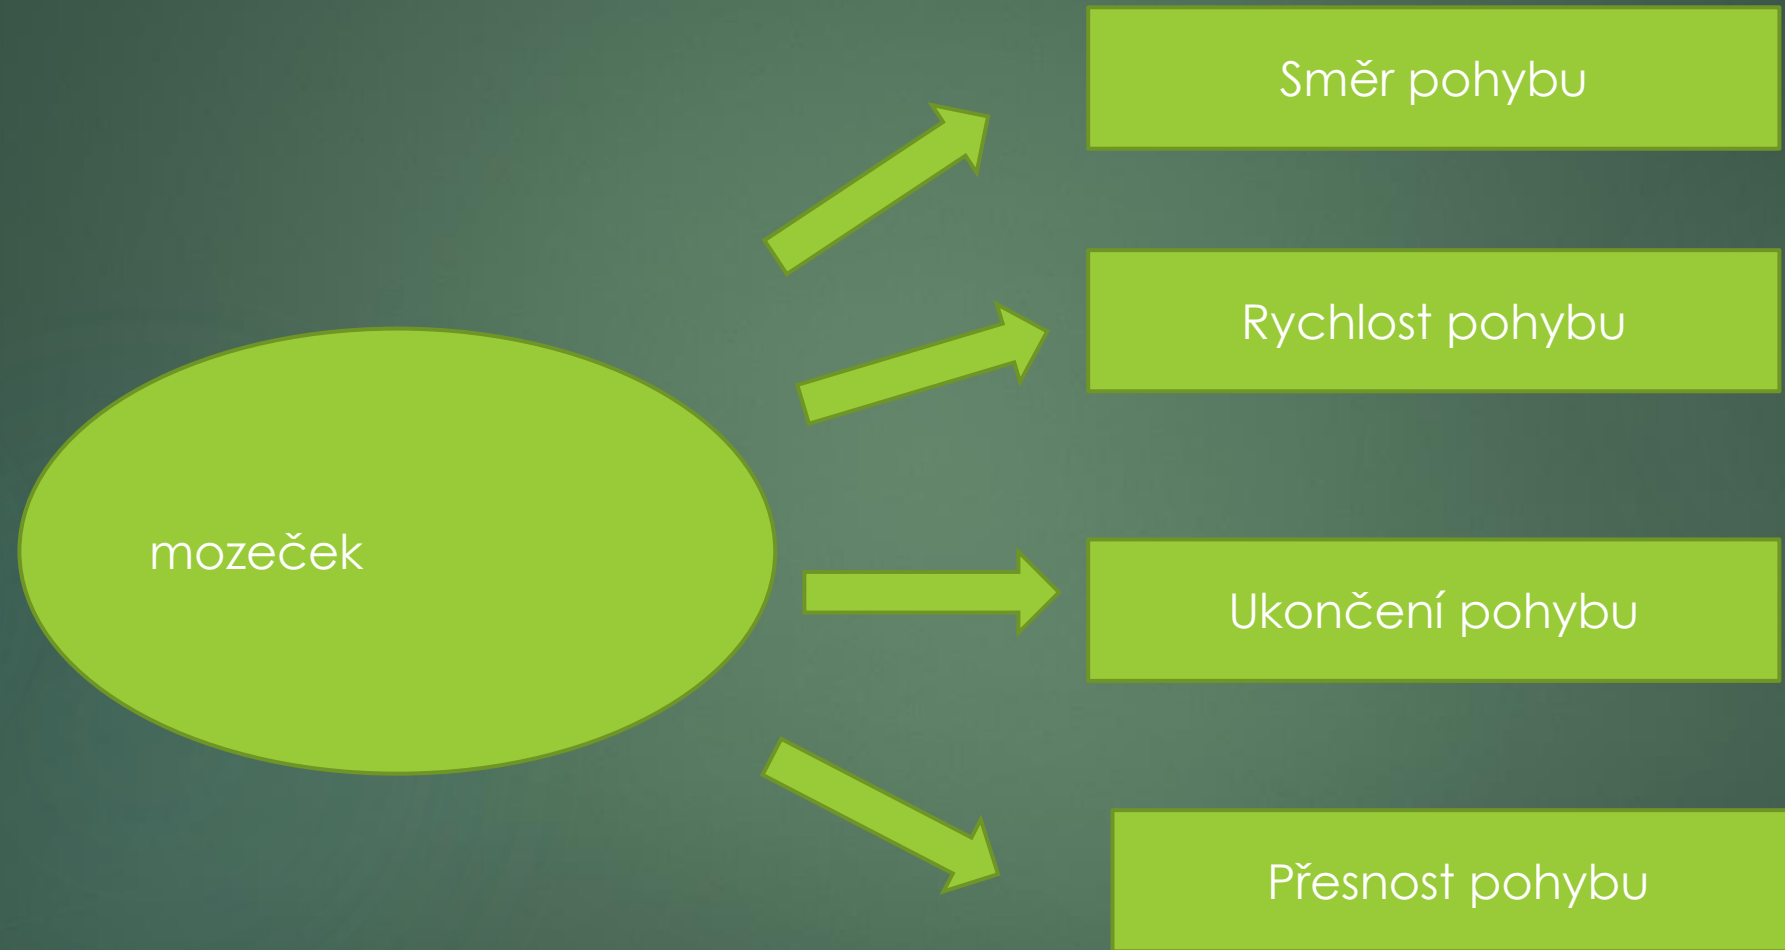 Směr pohybu
Rychlost pohybu
mozeček
Ukončení pohybu
Přesnost pohybu